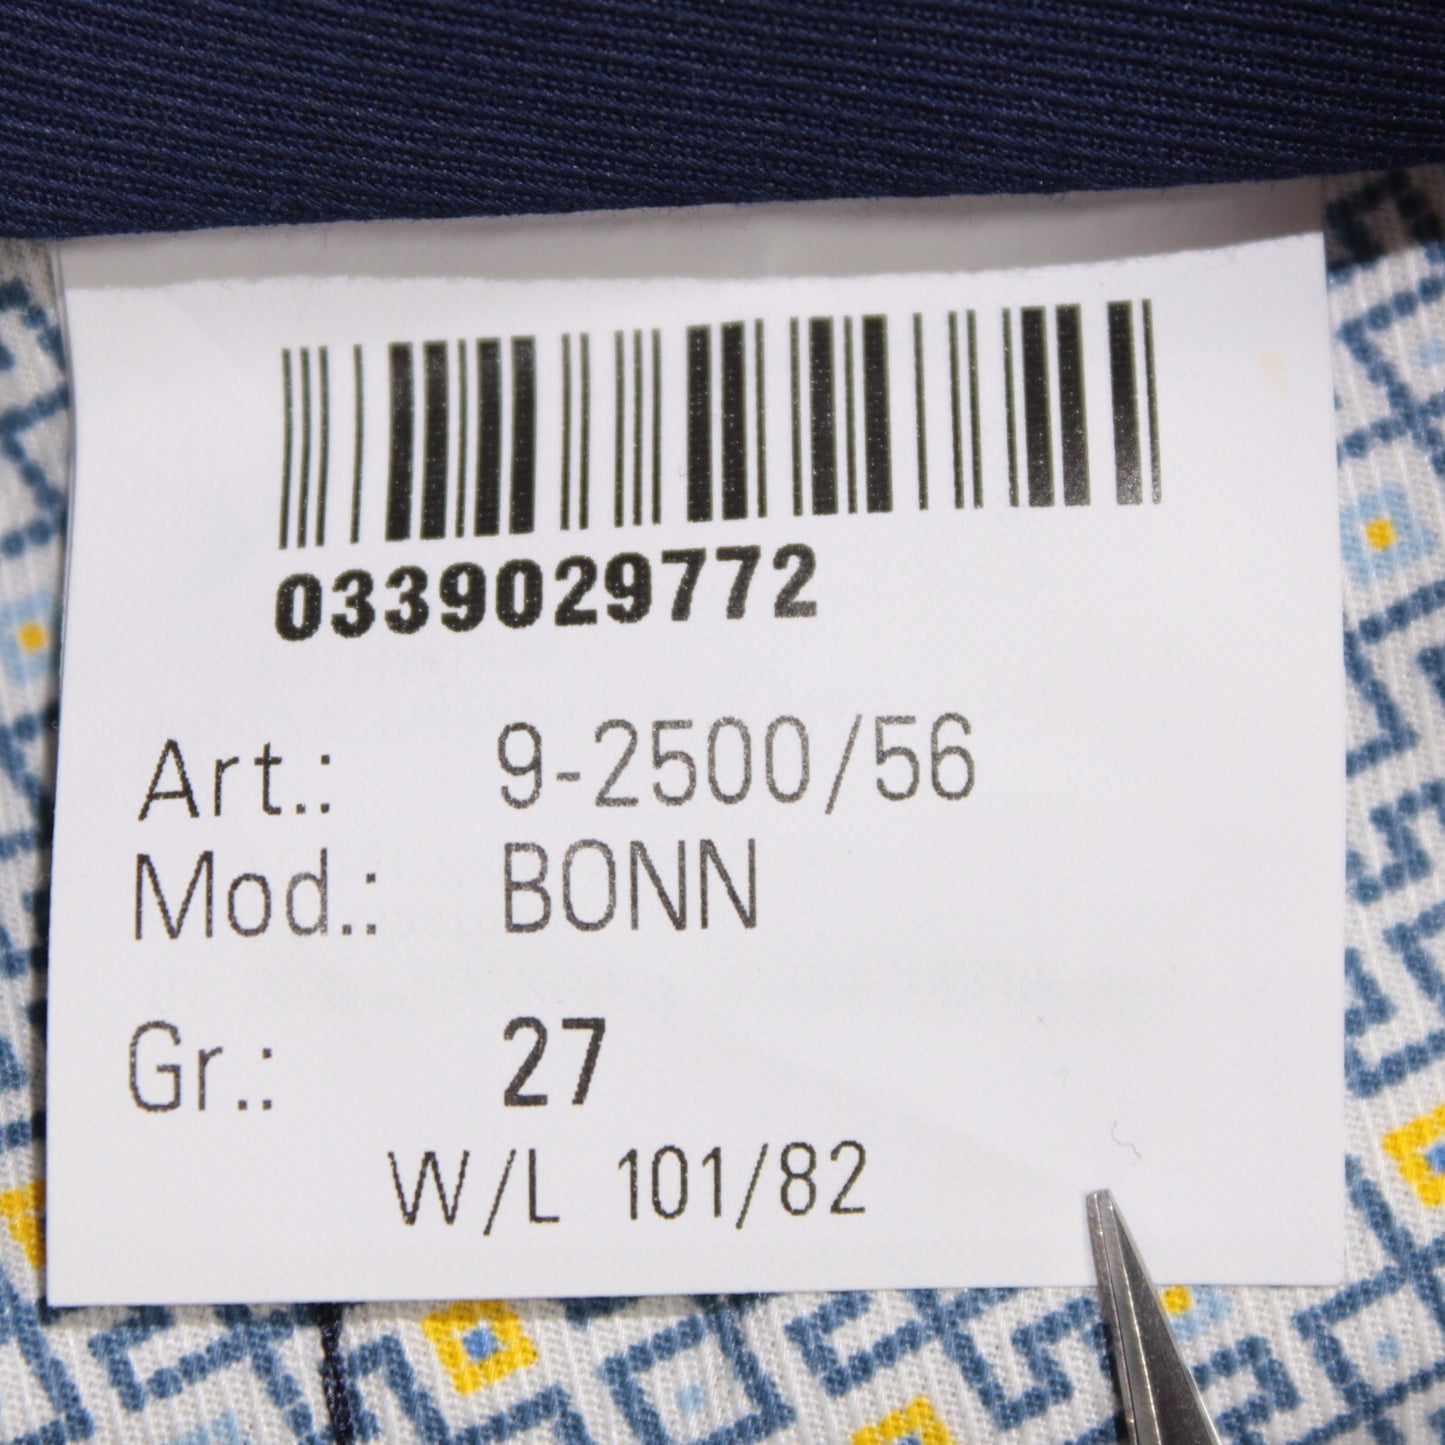 0339029772
Art.: 9-2500/56
Mod.: BONN
Gr.: 27
W/L 101/82